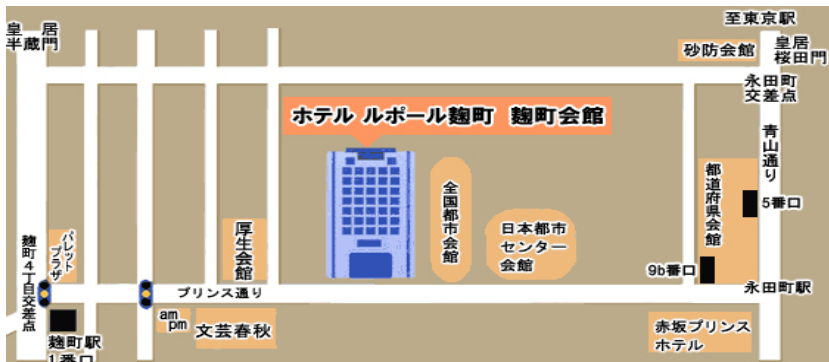 皇　居
半蔵門
至東京駅
砂防会館
皇居
桜田門
永田町
交差点
ホテル ルポール麹町　麹町会館
青山通り
都道府県会館
5番口
全国都市会館
日本都市
センター
会館
厚生会館
パレット
プラザ
麹町4丁目交差点
9b番口
プリンス通り
永田町駅
am
pm
文芸春秋
赤坂プリンス
ホテル
麹町駅
1番口